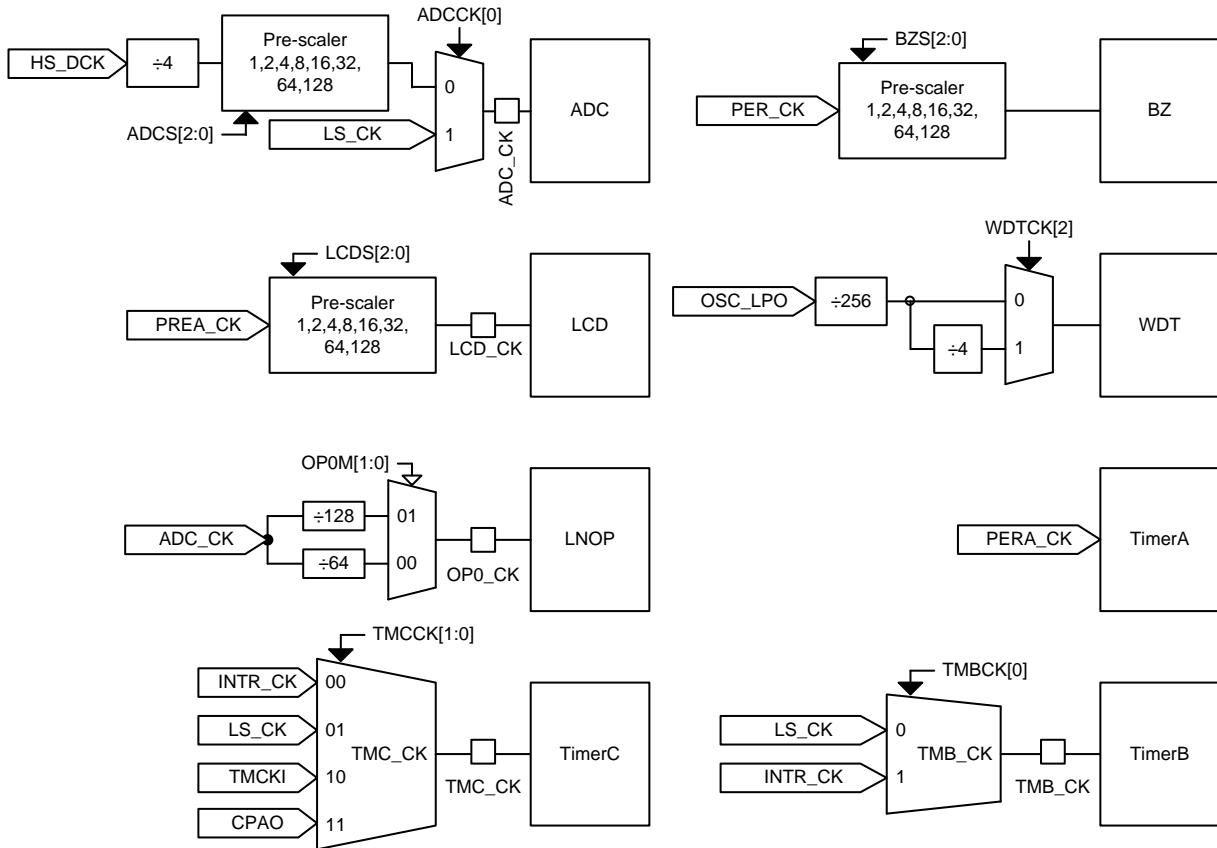 ADCCK[0]
HS_DCK
÷4
Pre-scaler
1,2,4,8,16,32,
64,128
0
1
ADCS[2:0]
LS_CK
ADC_CK
ADC
BZS[2:0]
PER_CK
Pre-scaler
1,2,4,8,16,32,
64,128
BZ
LCDS[2:0]
PREA_CK
Pre-scaler
1,2,4,8,16,32,
64,128
LCD_CK
LCD
WDTCK[2]
OSC_LPO
÷256
÷4
0
1
WDT
OP0M[1:0]
ADC_CK
÷128
÷64
01
00
OP0_CK
LNOP
PERA_CK
TimerA
TMCCK[1:0]
INTR_CK
00
LS_CK
01
TMCKI
10
CPAO
11
TMC_CK
TMC_CK
TimerC
TMBCK[0]
LS_CK
0
INTR_CK
1
TMB_CK
TMB_CK
TimerB